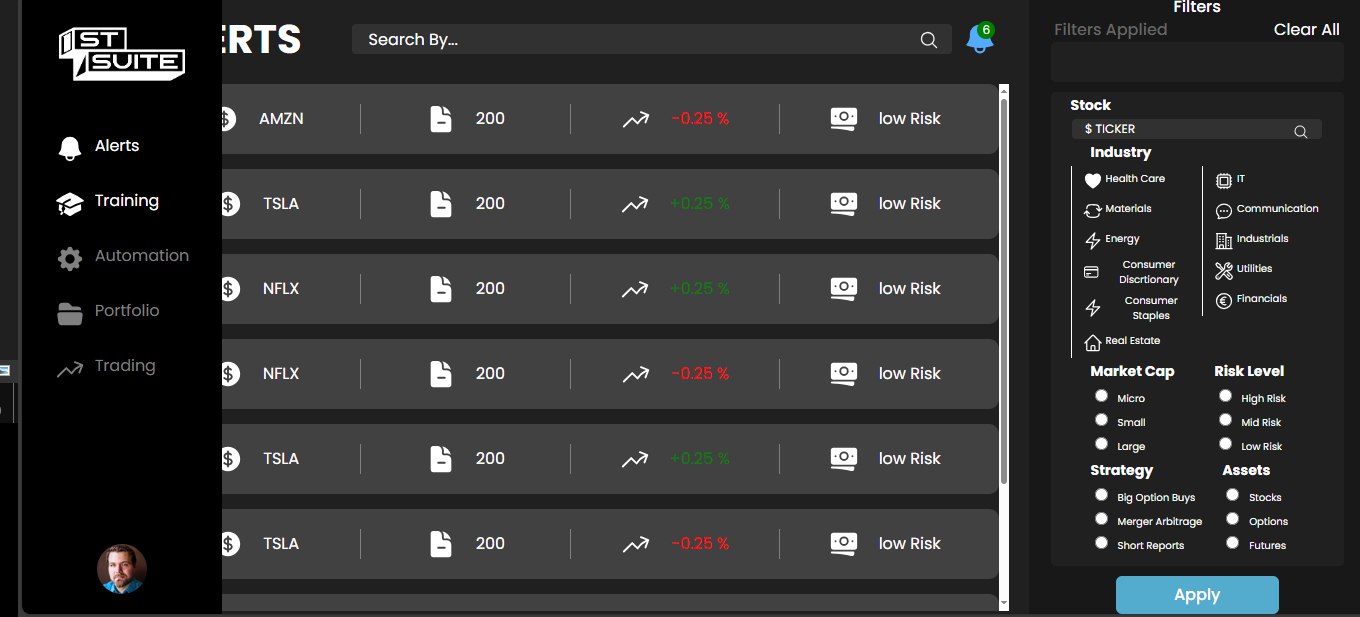 1ST
SUITE
Alerts
Training
Automation
Portfolio
Trading
ERTS
Search By...
6
AMZN 200 -0.25 % low Risk
TSLA 200 +0.25 % low Risk
NFLX 200 +0.25 % low Risk
NFLX 200 -0.25 % low Risk
TSLA 200 +0.25 % low Risk
TSLA 200 -0.25 % low Risk
Filters
Filters Applied Clear All
Stock
$ TICKER
Industry
Health Care
Materials
Energy
Consumer
Discrtionary
Consumer
Staples
Real Estate
IT
Communication
Industrials
Utilities
Financials
Market Cap
Micro
Small
Large
Risk Level
High Risk
Mid Risk
Low Risk
Strategy
Big Option Buys
Merger Arbitrage
Short Reports
Assets
Stocks
Options
Futures
Apply